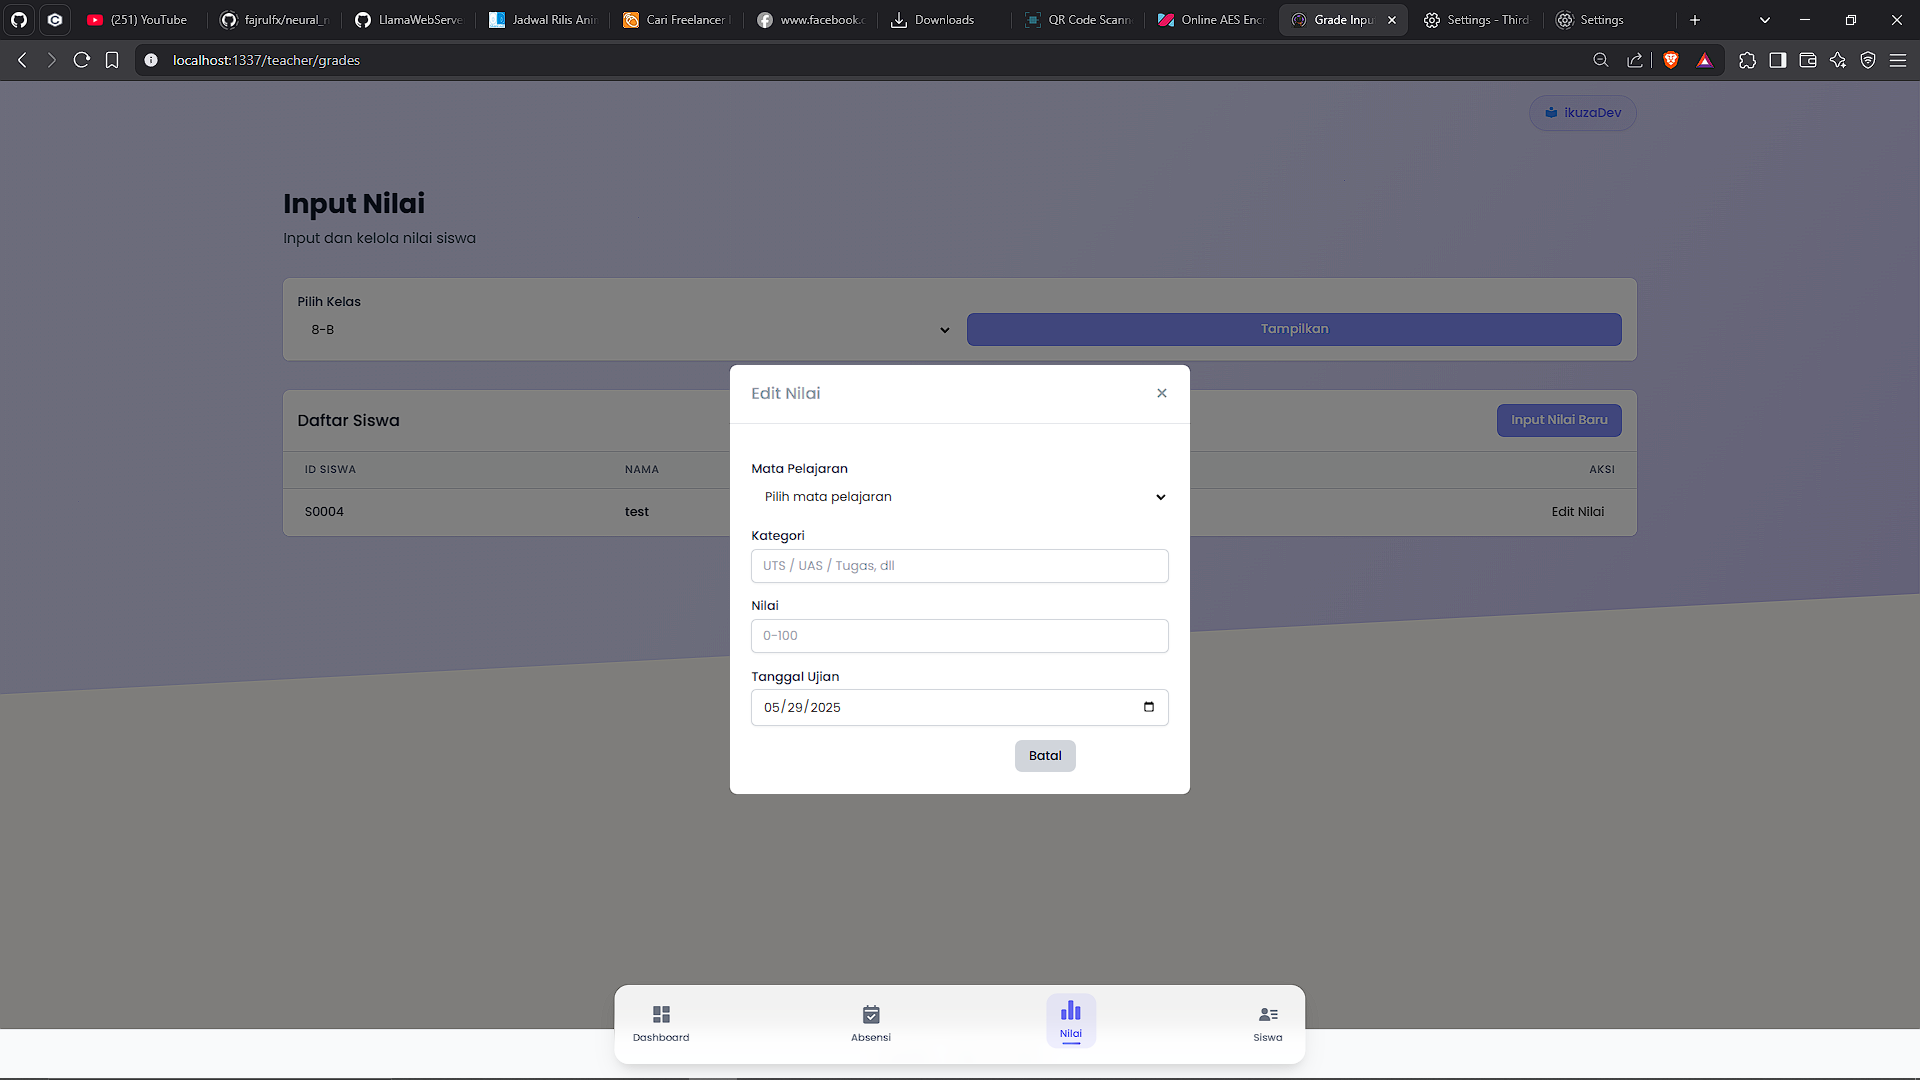 (251) YouTube
fajrulfx/neural_n
LlamaWebServe
Jadwal Rilis Ani
Cari Freelancer
www.facebook.c
Downloads
QR Code Scann
Online AES Enc
Grade Inpu
Settings - Third
Settings
localhost:1337/teacher/grades
ikuzaDev
Input Nilai
Input dan kelola nilai siswa
Pilih Kelas
8-B
Tampilkan
Edit Nilai
Daftar Siswa
Input Nilai Baru
ID SISWA NAMA AKSI
S0004 test Edit Nilai
Mata Pelajaran
Pilih mata pelajaran
Kategori
UTS / UAS / Tugas, dll
Nilai
0-100
Tanggal Ujian
05/29/2025
Batal
Dashboard
Absensi
Nilai
Siswa